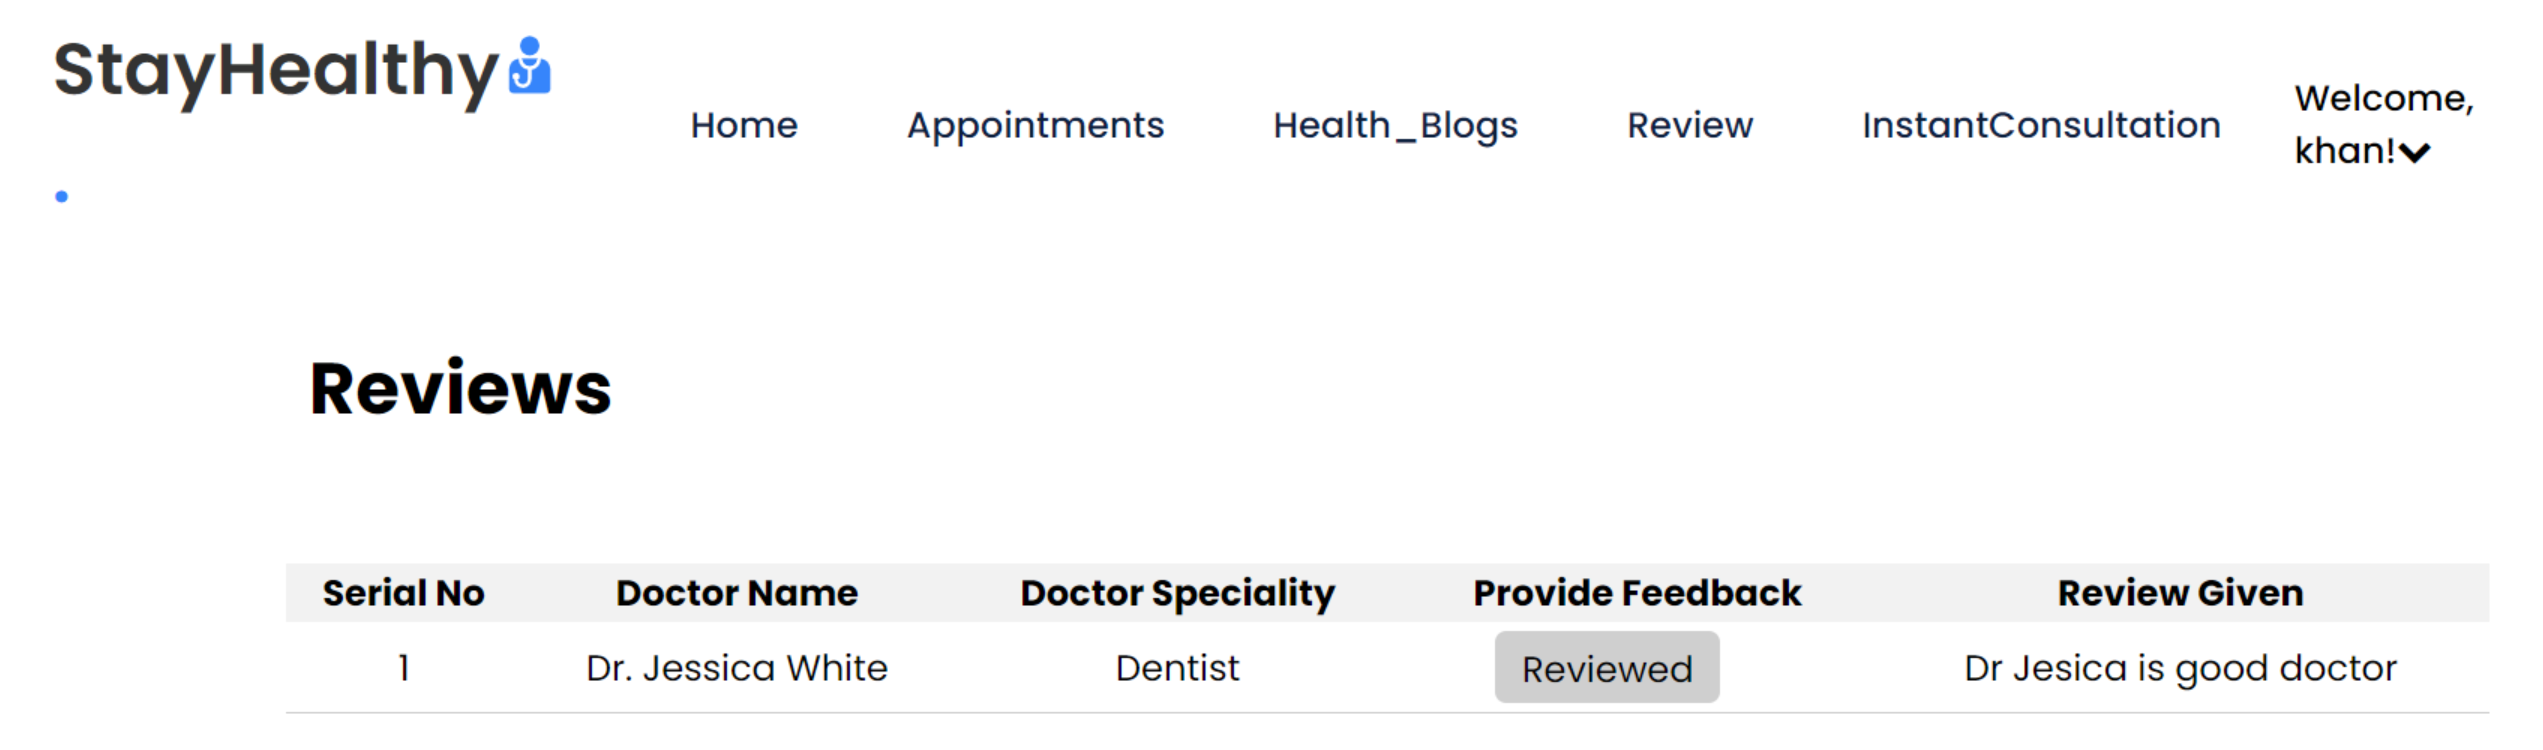 StayHealthy
Home Appointments Health_Blogs Review InstantConsultation Welcome,
khan!
Reviews
Serial No Doctor Name Doctor Speciality Provide Feedback Review Given
1 Dr. Jessica White Dentist Reviewed Dr Jesica is good doctor